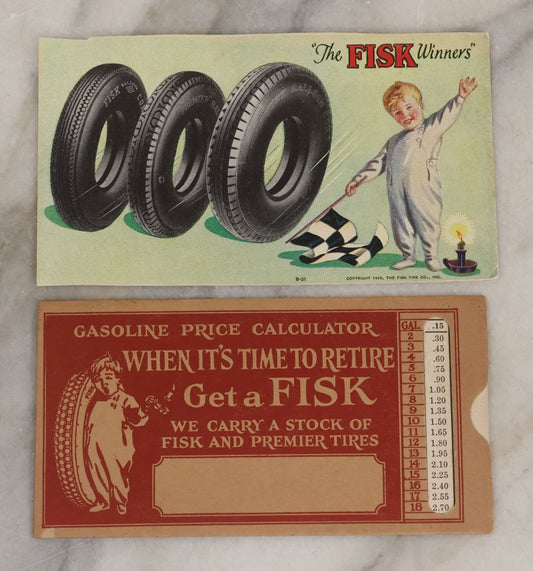 "The FISK Winners"
FISK
B-31
COPYRIGHT 1929, THE FISK TIRE CO., INC.
GASOLINE PRICE CALCULATOR
WHEN IT'S TIME TO RETIRE
Get a FISK
WE CARRY A STOCK OF
FISK AND PREMIER TIRES
GAL. .15
2 .30
3 .45
4 .60
5 .75
6 .90
7 1.05
8 1.20
9 1.35
10 1.50
11 1.65
12 1.80
13 1.95
14 2.10
15 2.25
16 2.40
17 2.55
18 2.70